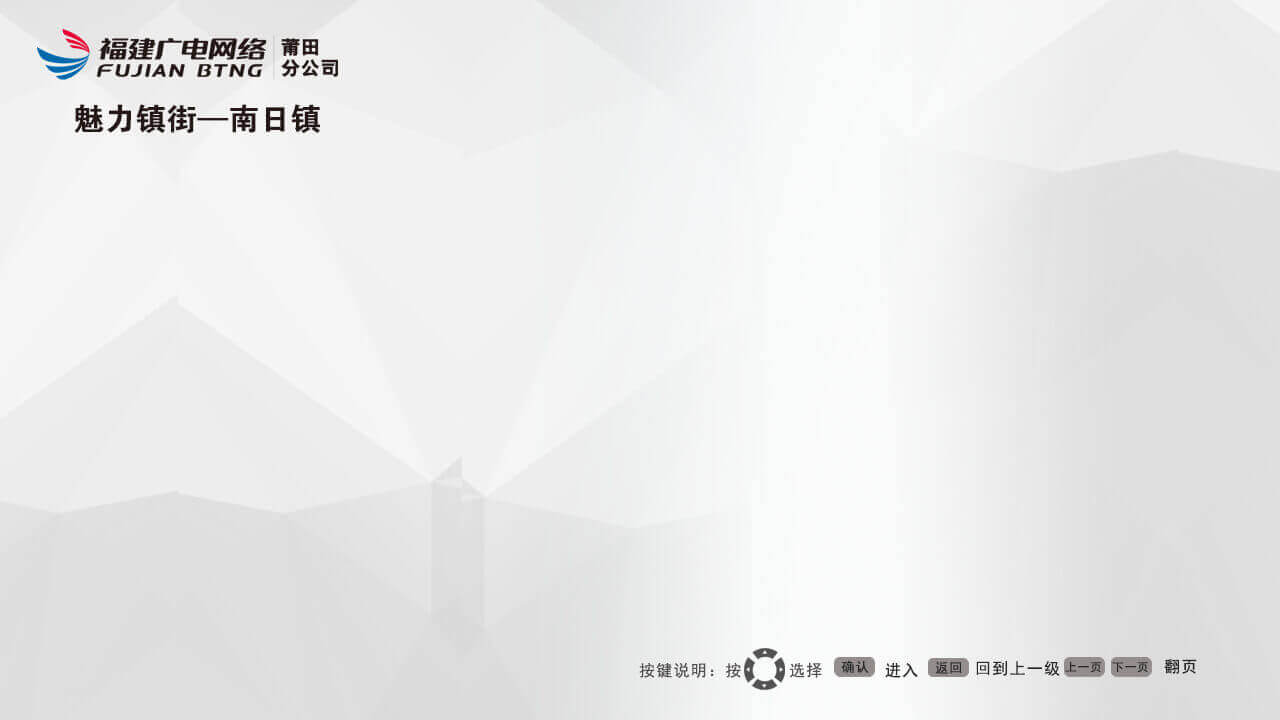 福建广电网络
FUJIAN BTNG
莆田
分公司
魅力镇街—南日镇
按键说明：按 选择 确认 进入 返回 回到上一级 上一页 下一页 翻页